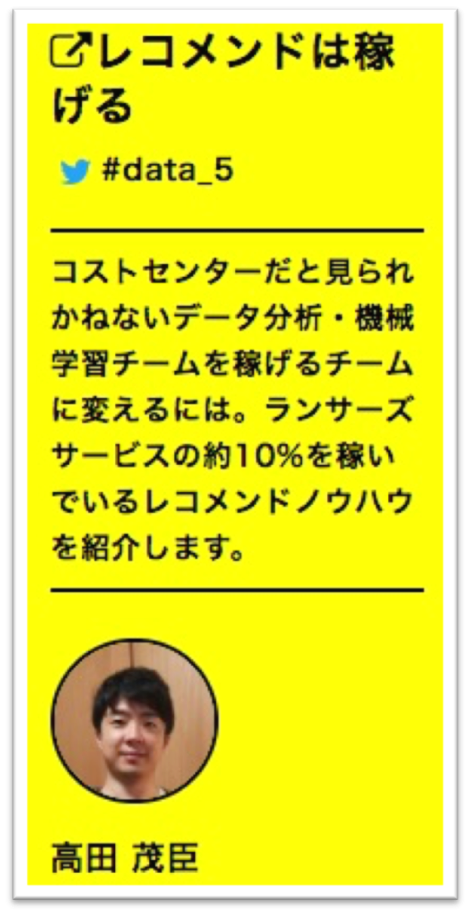 レコメンドは稼
げる
#data_5
コストセンターだと見られ
かねないデータ分析・機械
学習チームを稼げるチーム
に変えるには。ランサーズ
サービスの約10%を稼い
でいるレコメンドノウハウ
を紹介します。
高田 茂臣